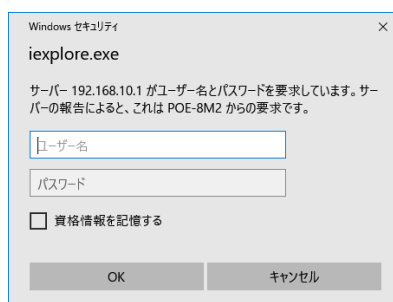 Windows セキュリティ
iexplore.exe
サーバー 192.168.10.1 がユーザー名とパスワードを要求しています。サー
バーの報告によると、これは POE-8M2 からの要求です。
ユーザー名
パスワード
資格情報を記憶する
OK
キャンセル